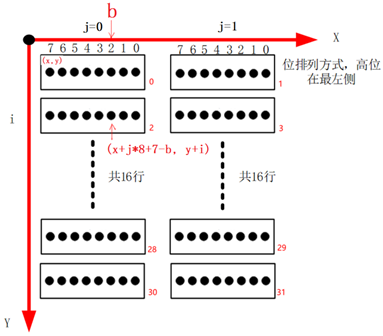 b
j=0 j=1 X
7 6 5 4 3 2 1 0 7 6 5 4 3 2 1 0
(x,y)
0 1
位排列方式，高位
在最左侧
i
2 3
(x+j*8+7-b, y+i)
共16行 共16行
28 29
30 31
Y